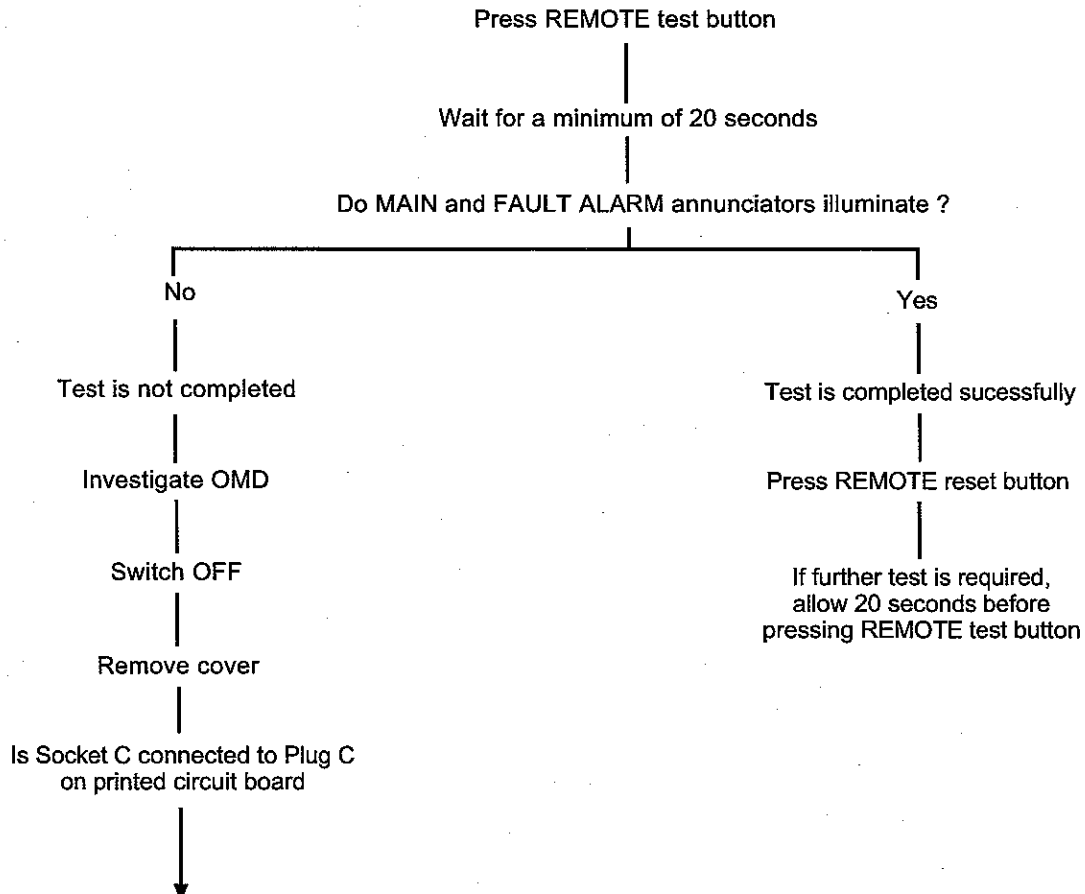 Press REMOTE test button
Wait for a minimum of 20 seconds
Do MAIN and FAULT ALARM annunciators illuminate ?
No
Yes
Test is not completed
Test is completed sucessfully
Investigate OMD
Press REMOTE reset button
Switch OFF
If further test is required,
allow 20 seconds before
pressing REMOTE test button
Remove cover
Is Socket C connected to Plug C
on printed circuit board